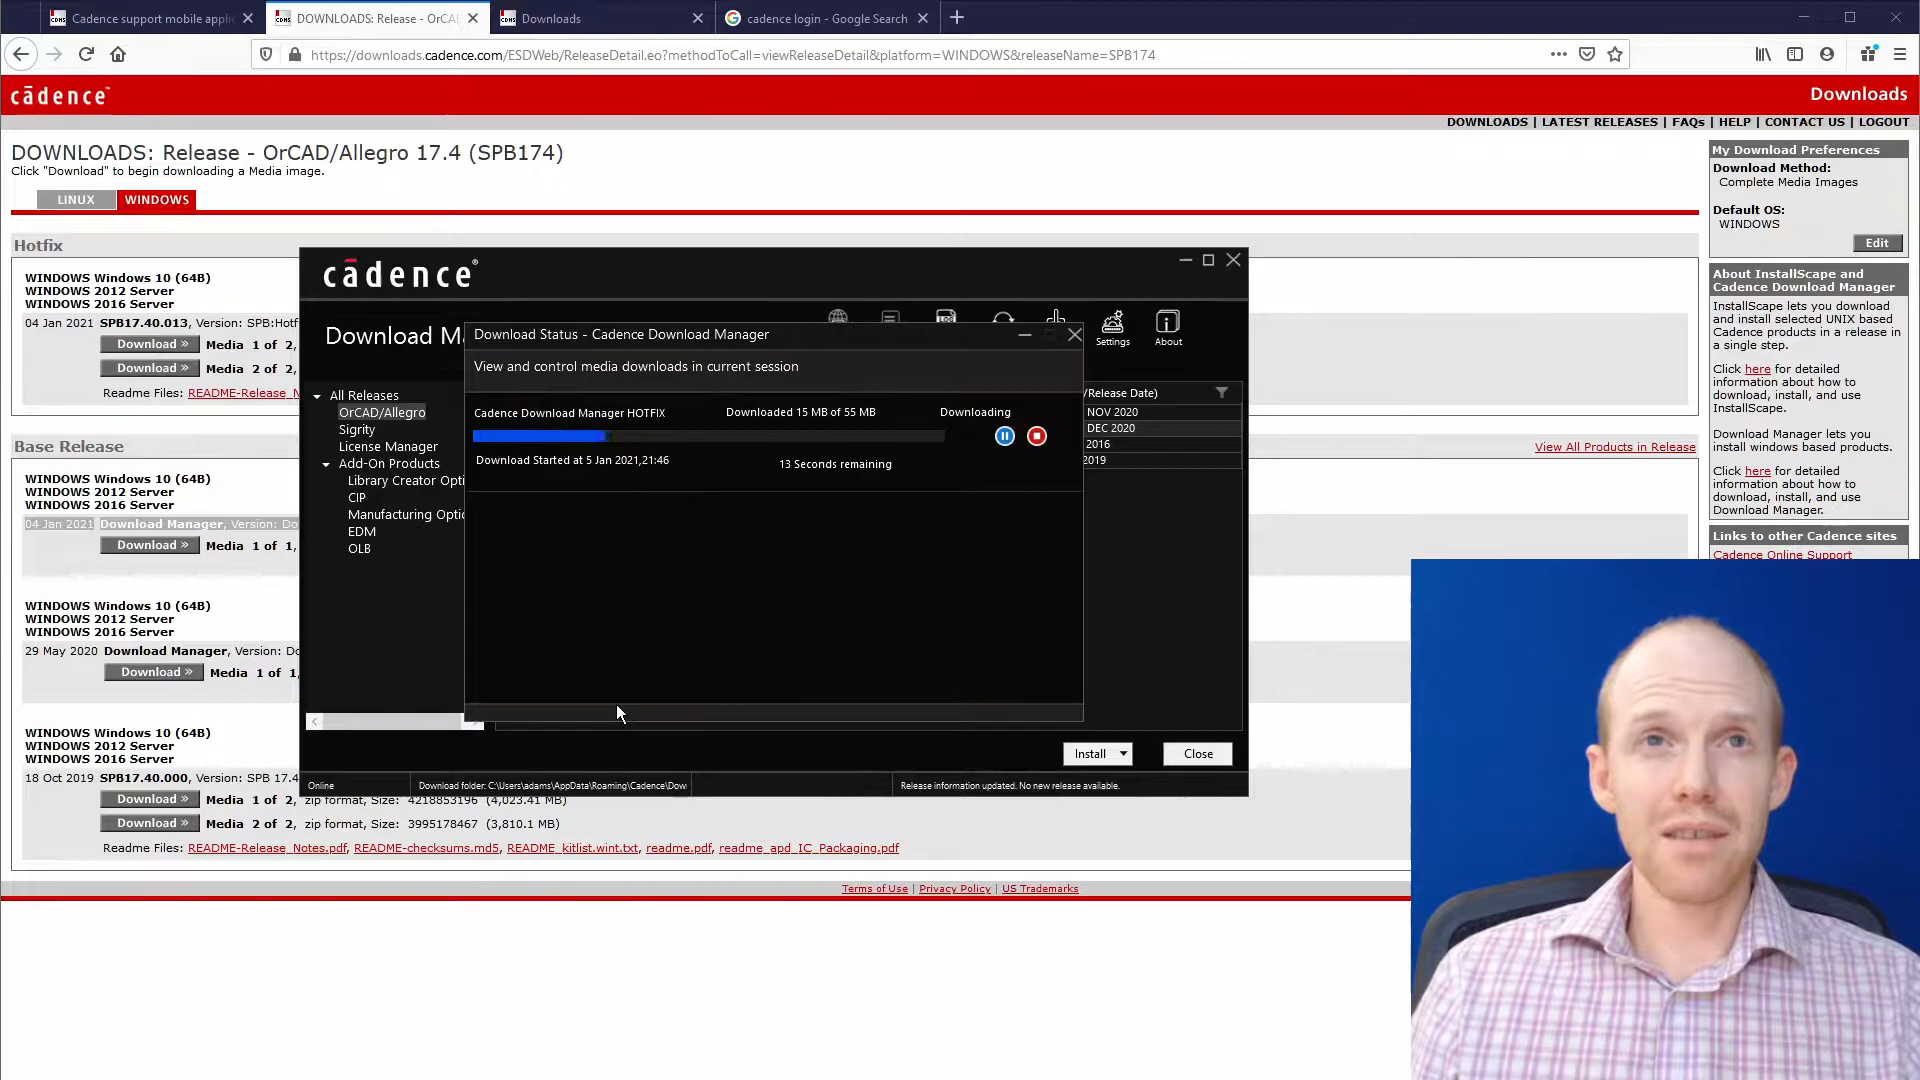 Cadence support mobile appli
DOWNLOADS: Release - OrCA
Downloads
cadence login - Google Search
https://downloads.cadence.com/ESDWeb/ReleaseDetail.eo?methodToCall=viewReleaseDetail&platform=WINDOWS&releaseName=SPB174
cādence™
Downloads
DOWNLOADS | LATEST RELEASES | FAQs | HELP | CONTACT US | LOGOUT
DOWNLOADS: Release - OrCAD/Allegro 17.4 (SPB174)
Click "Download" to begin downloading a Media image.
LINUX
WINDOWS
Hotfix
WINDOWS Windows 10 (64B)
WINDOWS 2012 Server
WINDOWS 2016 Server
04 Jan 2021 SPB17.40.013, Version: SPB:Hotf
Download » Media 1 of 2,
Download » Media 2 of 2,
Readme Files: README-Release_N
Base Release
View All Products in Release
WINDOWS Windows 10 (64B)
WINDOWS 2012 Server
WINDOWS 2016 Server
04 Jan 2021 Download Manager, Version: Do
Download » Media 1 of 1,
WINDOWS Windows 10 (64B)
WINDOWS 2012 Server
WINDOWS 2016 Server
29 May 2020 Download Manager, Version: Do
Download » Media 1 of 1,
WINDOWS Windows 10 (64B)
WINDOWS 2012 Server
WINDOWS 2016 Server
18 Oct 2019 SPB17.40.000, Version: SPB 17.4
Download » Media 1 of 2, zip format, Size: 4218853196 (4,023.41 MB)
Download » Media 2 of 2, zip format, Size: 3995178467 (3,810.1 MB)
Readme Files: README-Release_Notes.pdf, README-checksums.md5, README_kitlist.wint.txt, readme.pdf, readme_apd_IC_Packaging.pdf
Terms of Use | Privacy Policy | US Trademarks
My Download Preferences
Download Method:
Complete Media Images
Default OS:
WINDOWS
Edit
About InstallScape and
Cadence Download Manager
InstallScape lets you download
and install selected UNIX based
Cadence products in a release in
a single step.
Click here for detailed
information about how to
download, install, and use
InstallScape.
Download Manager lets you
install windows based products.
Click here for detailed
information about how to
download, install, and use
Download Manager.
Links to other Cadence sites
Cadence Online Support
cādence®
Download M
LOG
Settings
About
All Releases
OrCAD/Allegro
Sigrity
License Manager
Add-On Products
Library Creator Opti
CIP
Manufacturing Optic
EDM
OLB
/Release Date)
NOV 2020
DEC 2020
2016
2019
Download Status - Cadence Download Manager
View and control media downloads in current session
Cadence Download Manager HOTFIX
Downloaded 15 MB of 55 MB
Downloading
Download Started at 5 Jan 2021,21:46
13 Seconds remaining
Install
Close
Online
Download folder: C:\Users\adams\AppData\Roaming\Cadence\Dow
Release information updated. No new release available.